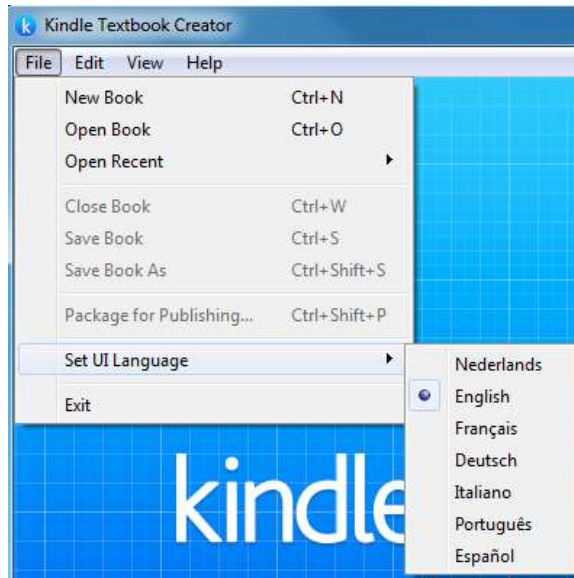 Kindle Textbook Creator
File Edit View Help
New Book Ctrl+N
Open Book Ctrl+O
Open Recent
Close Book Ctrl+W
Save Book Ctrl+S
Save Book As Ctrl+Shift+S
Package for Publishing... Ctrl+Shift+P
Set UI Language
Exit
Nederlands
English
Français
Deutsch
Italiano
Português
Español
kindle